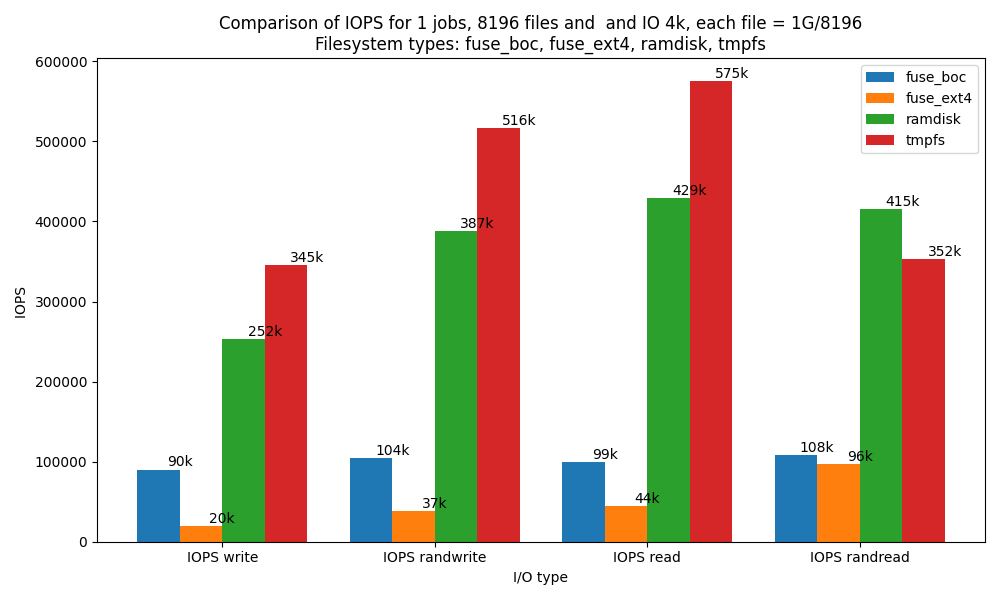 Comparison of IOPS for 1 jobs, 8196 files and  and IO 4k, each file = 1G/8196
Filesystem types: fuse_boc, fuse_ext4, ramdisk, tmpfs
600000
500000
400000
300000
200000
100000
0
IOPS
fuse_boc
fuse_ext4
ramdisk
tmpfs
90k
20k
252k
345k
104k
37k
387k
516k
99k
44k
429k
575k
108k
96k
415k
352k
IOPS write
IOPS randwrite
IOPS read
IOPS randread
I/O type